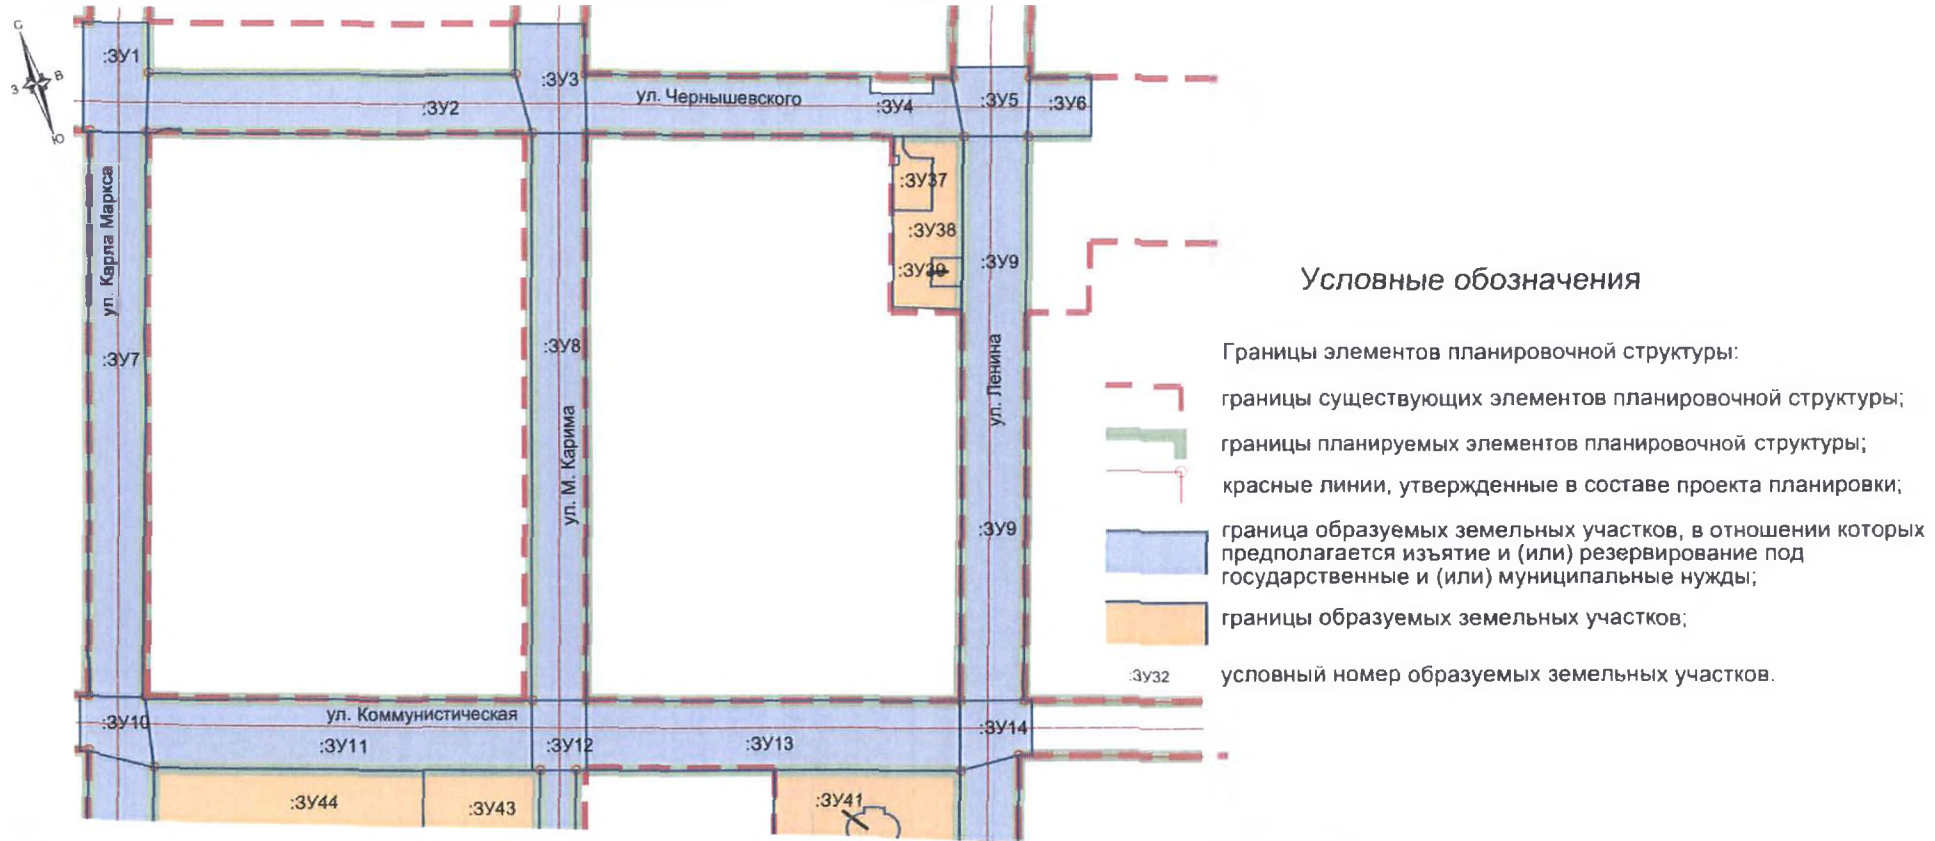 С
В
З
Ю
:ЗУ1
:ЗУ2
:ЗУ3
ул. Чернышевского
:ЗУ4
:ЗУ5
:ЗУ6
ул. Карла Маркса
:ЗУ7
:ЗУ8
ул. М. Карима
:ЗУ37
:ЗУ38
:ЗУ39
:ЗУ9
ул. Ленина
:ЗУ9
:ЗУ10
ул. Коммунистическая
:ЗУ11
:ЗУ12
:ЗУ13
:ЗУ14
:ЗУ44
:ЗУ43
:ЗУ41
Условные обозначения
Границы элементов планировочной структуры:
границы существующих элементов планировочной структуры;
границы планируемых элементов планировочной структуры;
красные линии, утвержденные в составе проекта планировки;
граница образуемых земельных участков, в отношении которых
предполагается изъятие и (или) резервирование под
государственные и (или) муниципальные нужды;
границы образуемых земельных участков;
:ЗУ32
условный номер образуемых земельных участков.